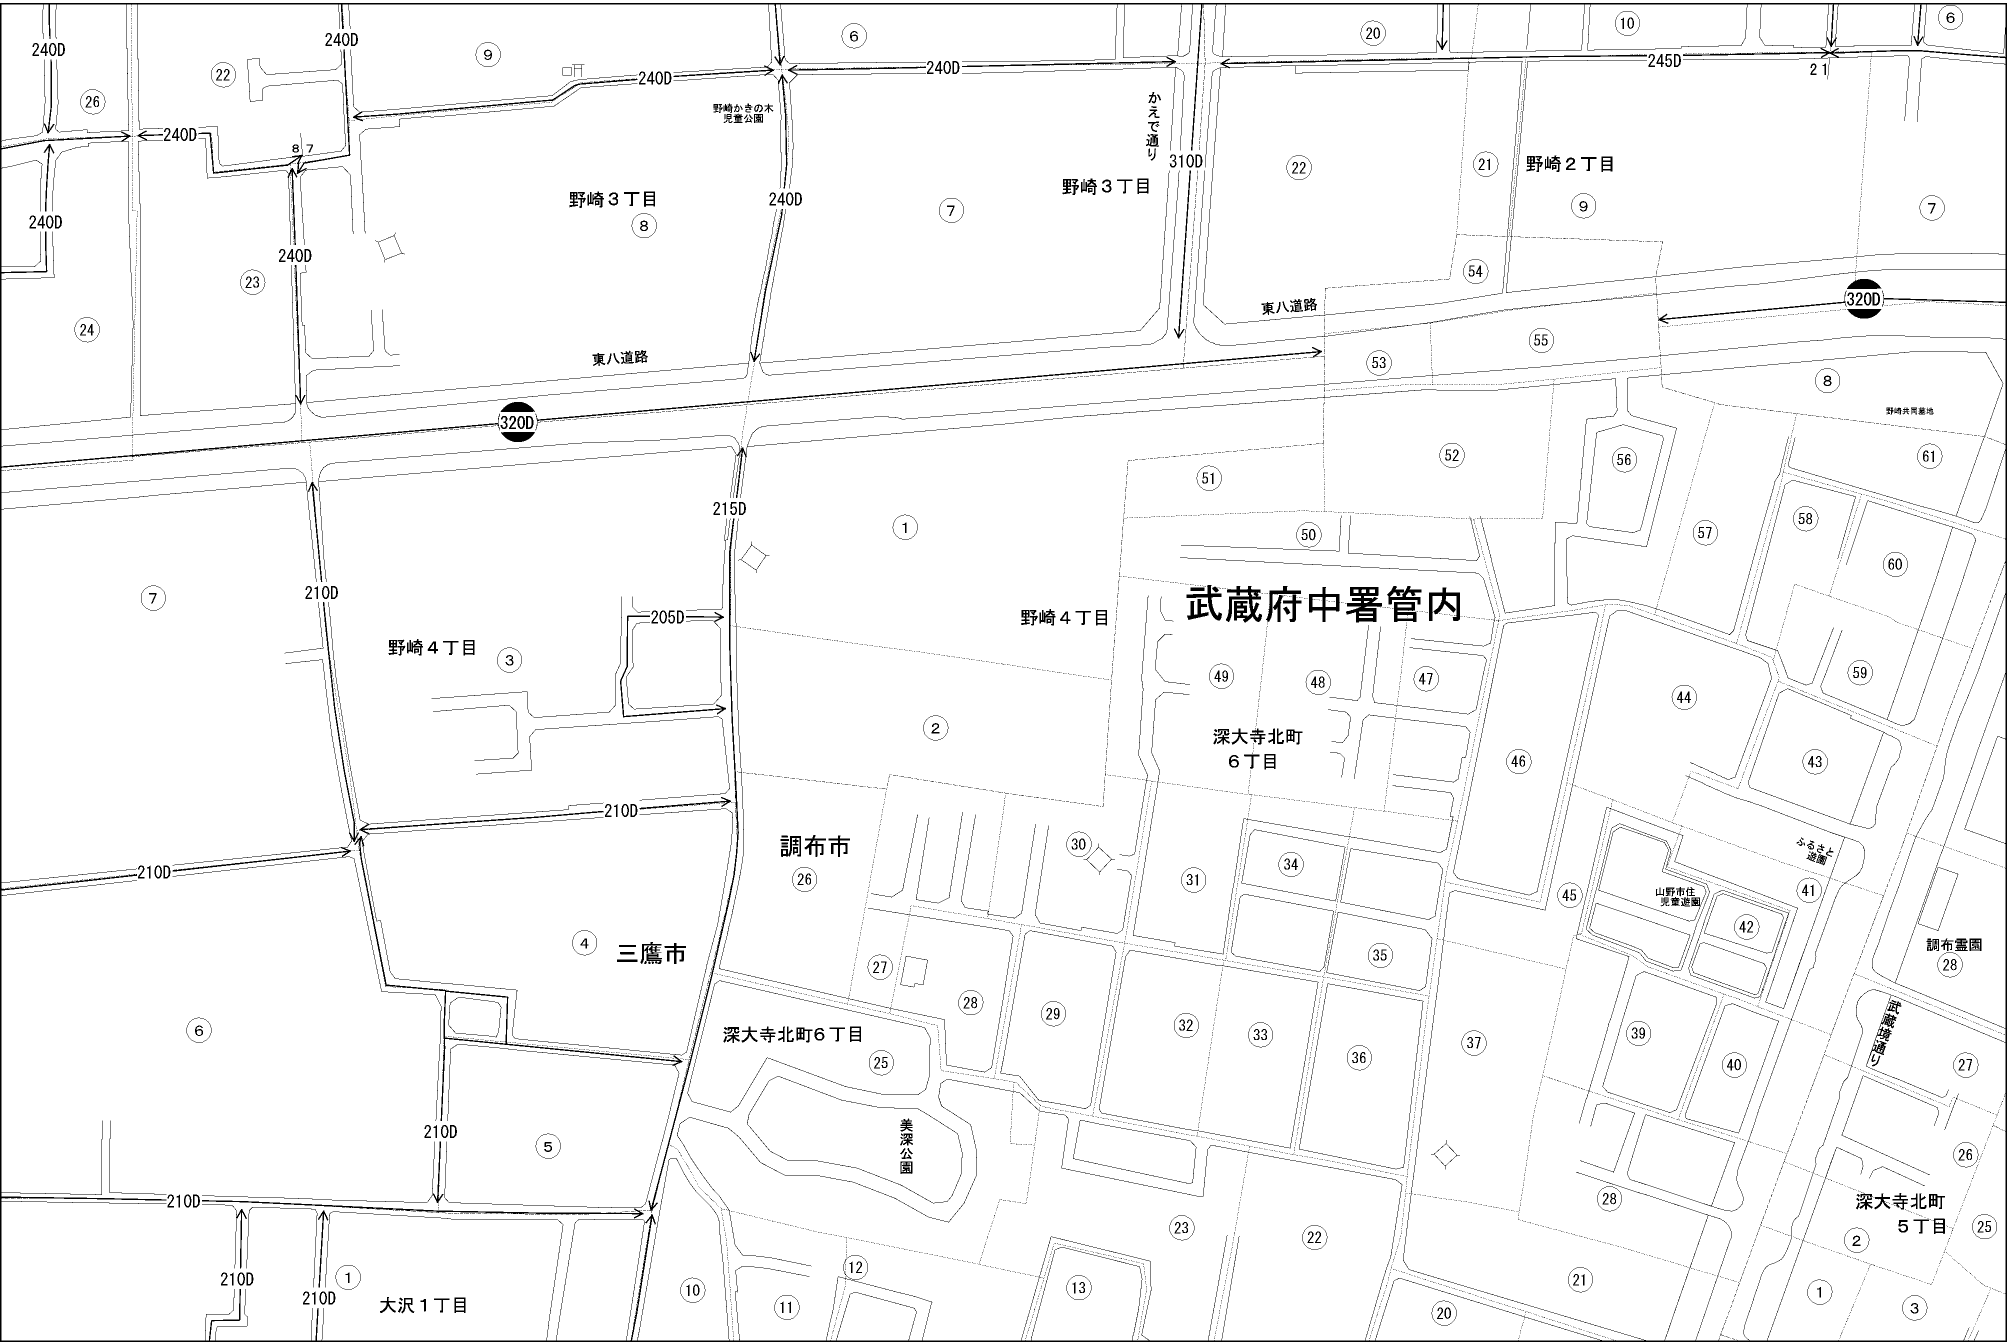 240D
240D
⑨
⑥
⑳
⑩
⑥
㉒
240D
240D
245D
21
㉖
野崎かきの木
児童公園
かえで通り
240D
87
310D
㉒
㉑
野崎2丁目
野崎3丁目
⑧
240D
⑦
野崎3丁目
⑨
⑦
240D
240D
㉓
54
東八道路
320D
㉔
東八道路
53
55
⑧
野崎共同墓地
320D
51
52
56
61
215D
①
50
57
58
60
⑦
210D
205D
野崎4丁目
武蔵府中署管内
野崎4丁目
③
49
48
47
59
②
深大寺北町
6丁目
44
46
43
210D
調布市
㉖
㉚
ふるさと
遊園
210D
㉛
34
45
山野市住
児童遊園
41
42
④
三鷹市
㉗
35
調布霊園
㉘
㉘
㉙
32
33
36
37
39
40
武蔵境通り
㉗
⑥
深大寺北町6丁目
㉕
210D
⑤
美深公園
㉖
210D
㉘
深大寺北町
5丁目
㉓
㉒
②
㉕
210D
①
210D
大沢1丁目
⑩
⑪
⑫
⑬
㉑
⑳
①
③